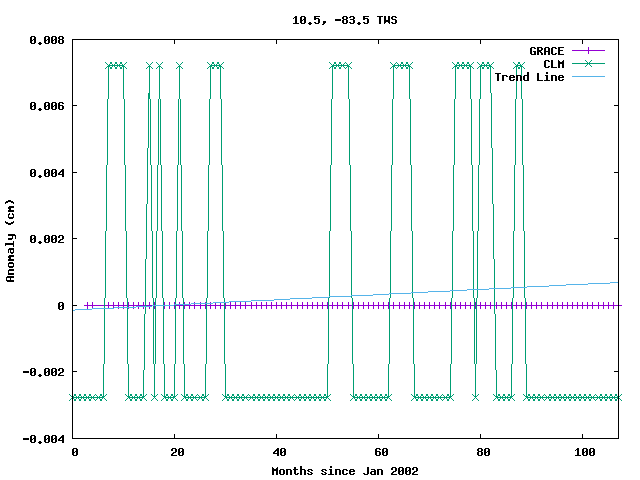 10.5, -83.5 TWS
0.008
0.006
0.004
0.002
0
-0.002
-0.004
Anomaly (cm)
GRACE
CLM
Trend Line
0 20 40 60 80 100
Months since Jan 2002